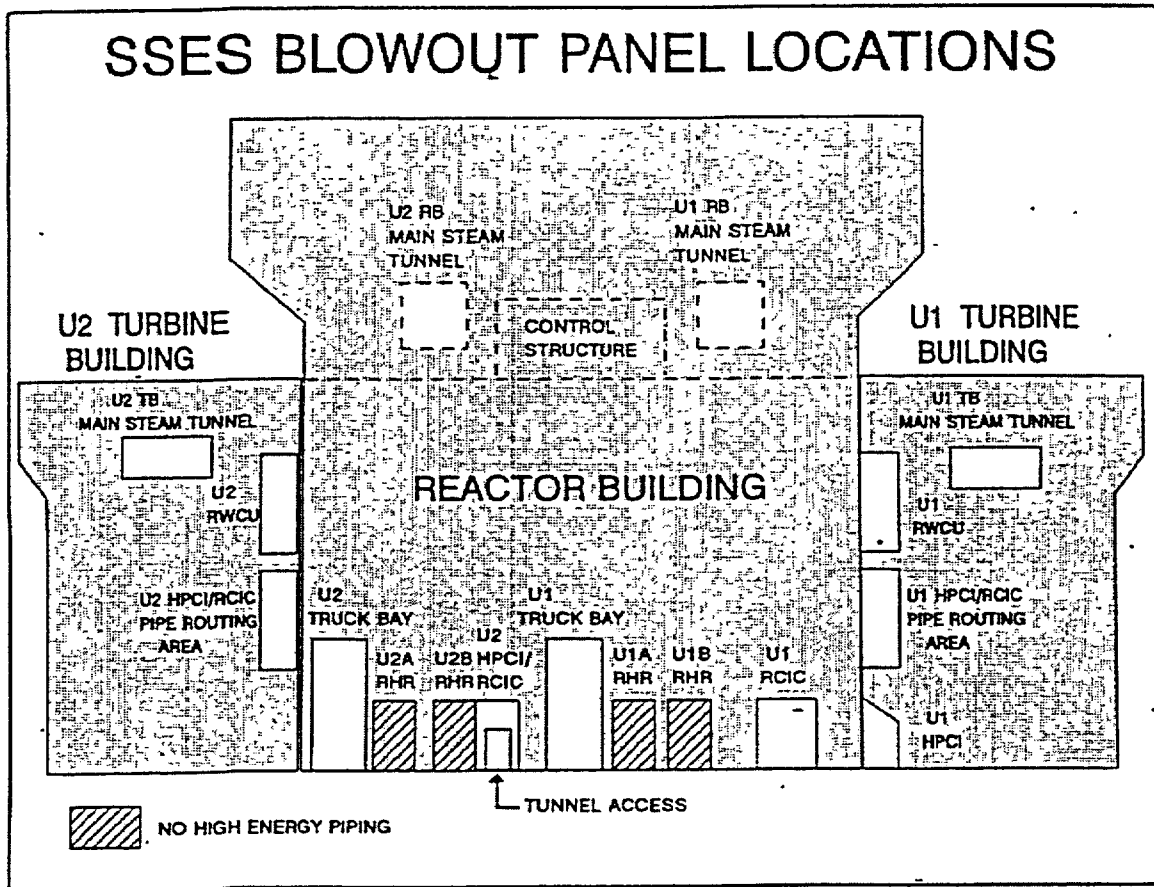 SSES BLOWOUT PANEL LOCATIONS
U2 RB
MAIN STEAM
TUNNEL
U1 RB
MAIN STEAM
TUNNEL
CONTROL
STRUCTURE
U2 TURBINE
BUILDING
U1 TURBINE
BUILDING
U2 TB
MAIN STEAM TUNNEL
U1 TB
MAIN STEAM TUNNEL
REACTOR BUILDING
U2
RWCU
U1
RWCU
U2 HPCI/RCIC
PIPE ROUTING
AREA
U1 HPCI/RCIC
PIPE ROUTING
AREA
U2
TRUCK BAY
U2A
RHR
U2B
RHR
U2
HPCI/
RCIC
U1
TRUCK BAY
U1A
RHR
U1B
RHR
U1
RCIC
U1
HPCI
TUNNEL ACCESS
NO HIGH ENERGY PIPING